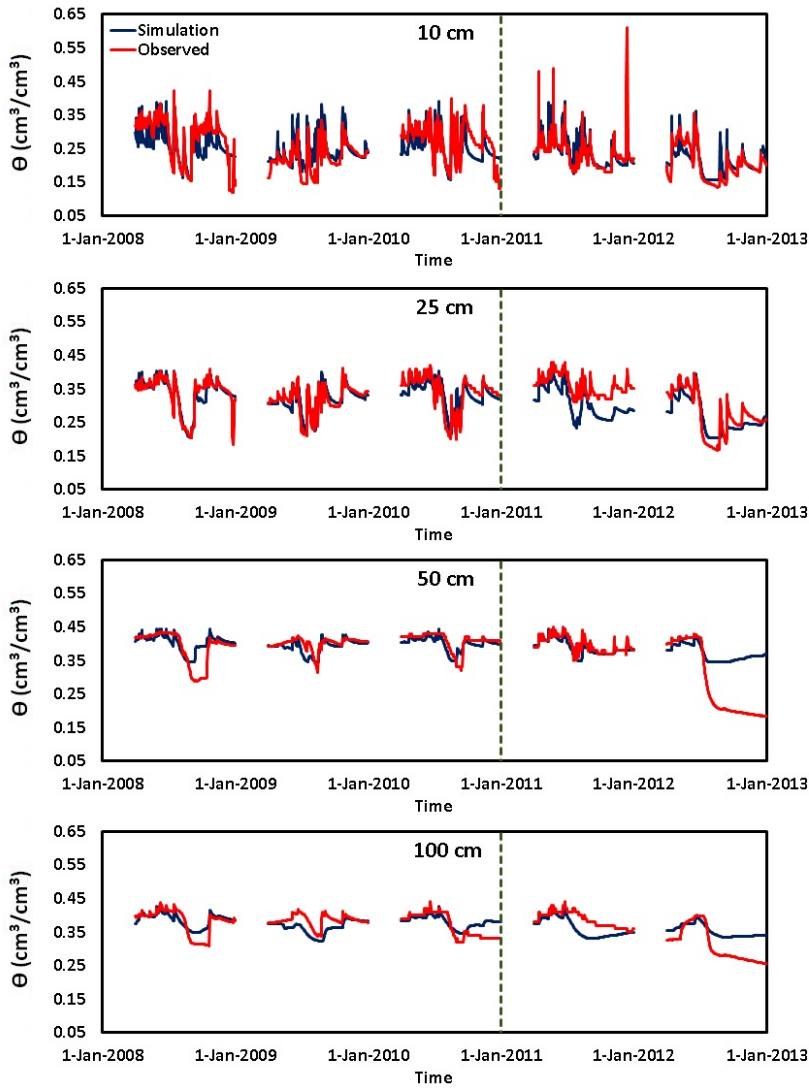 0.65
Simulation
10 cm
Observed
0.55
0.45
0.35
0.25
0.15
0.05
Θ (cm³/cm³)
1-Jan-2008 1-Jan-2009 1-Jan-2010 1-Jan-2011 1-Jan-2012 1-Jan-2013
Time
0.65
25 cm
0.55
0.45
0.35
0.25
0.15
0.05
Θ (cm³/cm³)
1-Jan-2008 1-Jan-2009 1-Jan-2010 1-Jan-2011 1-Jan-2012 1-Jan-2013
Time
0.65
50 cm
0.55
0.45
0.35
0.25
0.15
0.05
Θ (cm³/cm³)
1-Jan-2008 1-Jan-2009 1-Jan-2010 1-Jan-2011 1-Jan-2012 1-Jan-2013
Time
0.65
100 cm
0.55
0.45
0.35
0.25
0.15
0.05
Θ (cm³/cm³)
1-Jan-2008 1-Jan-2009 1-Jan-2010 1-Jan-2011 1-Jan-2012 1-Jan-2013
Time